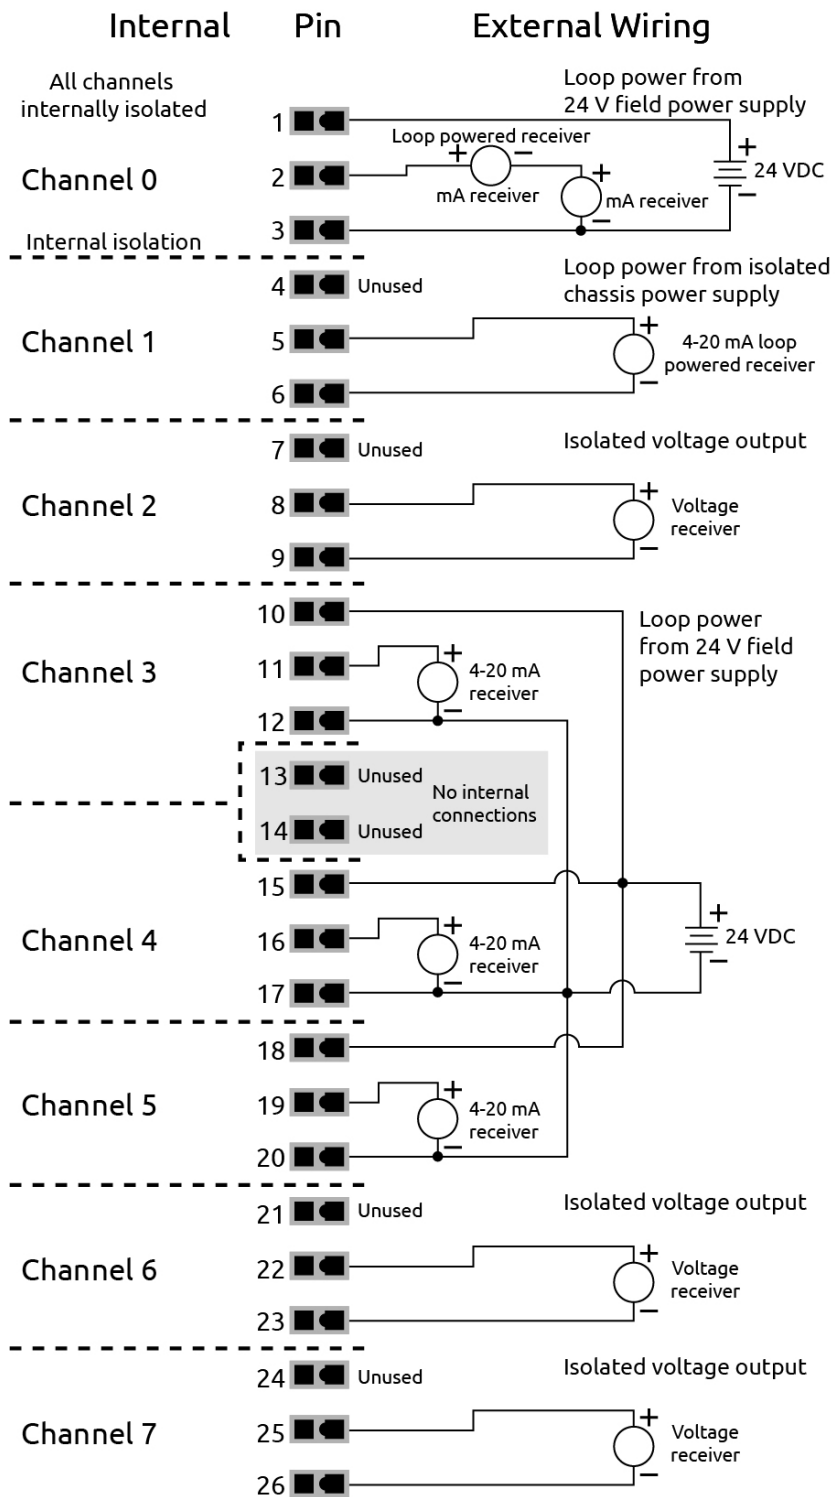 Internal Pin External Wiring
All channels
internally isolated
Loop power from
24 V field power supply
1
Loop powered receiver
+ −
+
+
Channel 0
2
24 VDC
mA receiver
mA receiver
−
3
−
Internal isolation
4 Unused
Loop power from isolated
chassis power supply
Channel 1
5
+
4-20 mA loop
powered receiver
6
−
7 Unused
Isolated voltage output
Channel 2
8
+
Voltage
receiver
9
−
10
Loop power
from 24 V field
power supply
Channel 3
11
+
4-20 mA
receiver
12
−
13 Unused
No internal
connections
14 Unused
15
+
Channel 4
16
+
4-20 mA
receiver
24 VDC
−
17
−
18
Channel 5
19
+
4-20 mA
receiver
20
−
21 Unused
Isolated voltage output
Channel 6
22
+
Voltage
receiver
23
−
24 Unused
Isolated voltage output
Channel 7
25
+
Voltage
receiver
26
−